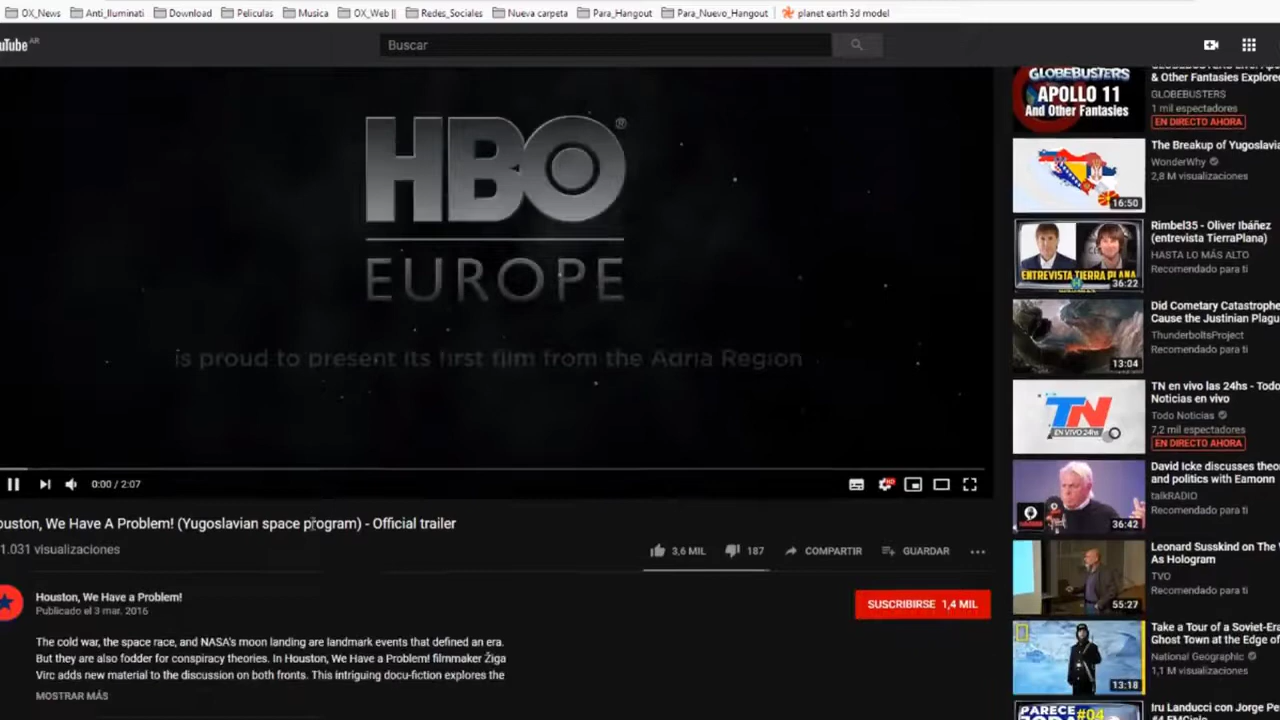 OX_News Anti_Iluminati Download Peliculas Musica OX_Web || Redes_Sociales Nueva carpeta Para_Hangout Para_Nuevo_Hangout planet earth 3d model
uTube AR
Buscar
HBO®
EUROPE
is proud to present its first film from the Adria Region
0:00 / 2:07
HD
ouston, We Have A Problem! (Yugoslavian space program) - Official trailer
1.031 visualizaciones
3,6 MIL 187 COMPARTIR GUARDAR
Houston, We Have a Problem!
Publicado el 3 mar. 2016
SUSCRIBIRSE 1,4 MIL
The cold war, the space race, and NASA's moon landing are landmark events that defined an era.
But they are also fodder for conspiracy theories. In Houston, We Have a Problem! filmmaker Žiga
Virc adds new material to the discussion on both fronts. This intriguing docu-fiction explores the
MOSTRAR MÁS
GLOBEBUSTERS
APOLLO 11
And Other Fantasies
& Other Fantasies Explore
GLOBEBUSTERS
1 mil espectadores
EN DIRECTO AHORA
16:50
The Breakup of Yugoslavia
WonderWhy
2,8 M visualizaciones
ENTREVISTA TIERRA PLANA
36:22
Rimbel35 - Oliver Ibáñez
(entrevista TierraPlana)
HASTA LO MÁS ALTO
Recomendado para ti
13:04
Did Cometary Catastrophe
Cause the Justinian Plagu
ThunderboltsProject
Recomendado para ti
TN
EN VIVO 24hs
TN en vivo las 24hs - Todo
Noticias en vivo
Todo Noticias
7,2 mil espectadores
EN DIRECTO AHORA
36:42
David Icke discusses theor
and politics with Eamonn
talkRADIO
Recomendado para ti
55:27
Leonard Susskind on The W
As Hologram
TVO
Recomendado para ti
13:18
Take a Tour of a Soviet-Era
Ghost Town at the Edge of
National Geographic
1,1 M visualizaciones
PARECE
#04
Iru Landucci con Jorge Pe